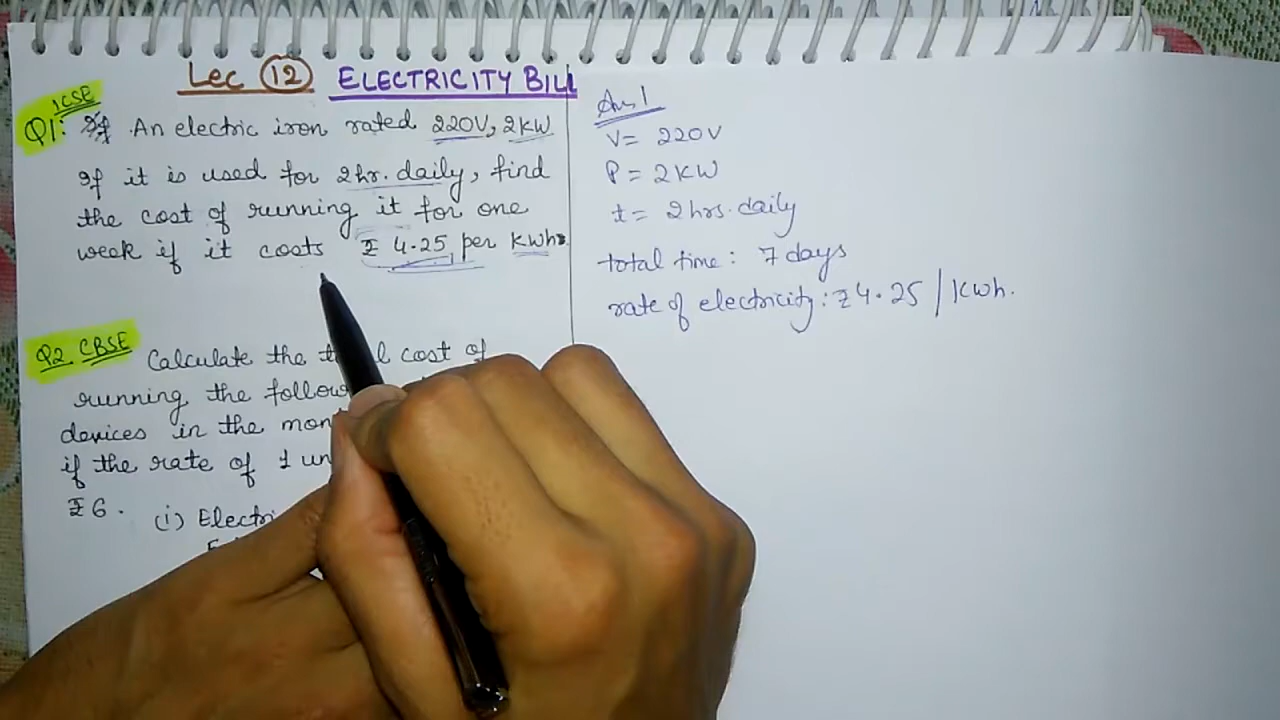 Lec 12 ELECTRICITY BILL
ICSE
Q1: An electric iron rated 220V, 2KW
If it is used for 2hr. daily, find
the cost of running it for one
week if it costs ₹ 4.25 per KWh.
Q2 CBSE Calculate the cost of
running the
devices in the
if the rate of 1
₹6. (i)
Ans 1
V = 220V
P = 2KW
t = 2hrs. daily
total time: 7 days
rate of electricity: ₹4.25 / KWh.